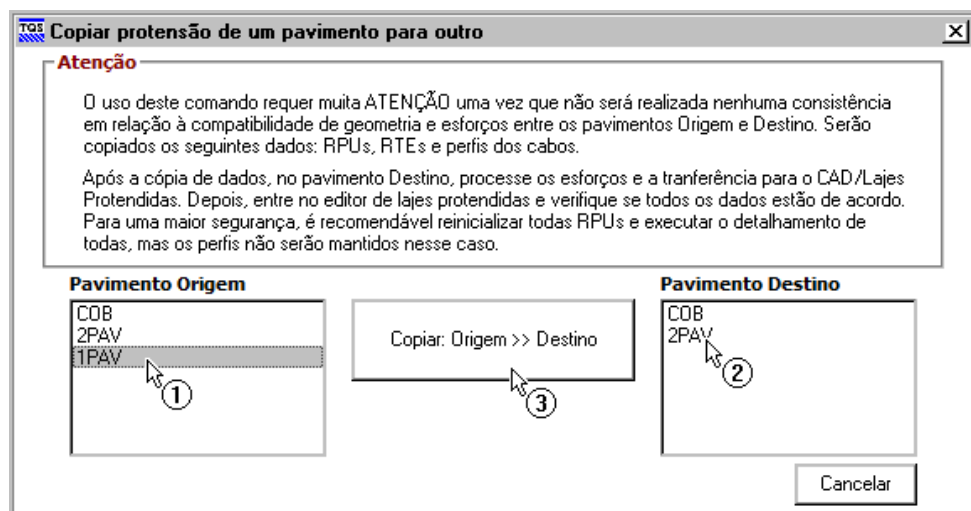 TQS Copiar protensão de um pavimento para outro
Atenção
O uso deste comando requer muita ATENÇÃO uma vez que não será realizada nenhuma consistência
em relação à compatibilidade de geometria e esforços entre os pavimentos Origem e Destino. Serão
copiados os seguintes dados: RPUs, RTEs e perfis dos cabos.
Após a cópia de dados, no pavimento Destino, processe os esforços e a tranferência para o CAD/Lajes
Protendidas. Depois, entre no editor de lajes protendidas e verifique se todos os dados estão de acordo.
Para uma maior segurança, é recomendável reinicializar todas RPUs e executar o detalhamento de
todas, mas os perfis não serão mantidos nesse caso.
Pavimento Origem
COB
2PAV
1PAV
1
Copiar: Origem >> Destino
3
Pavimento Destino
COB
2PAV
2
Cancelar